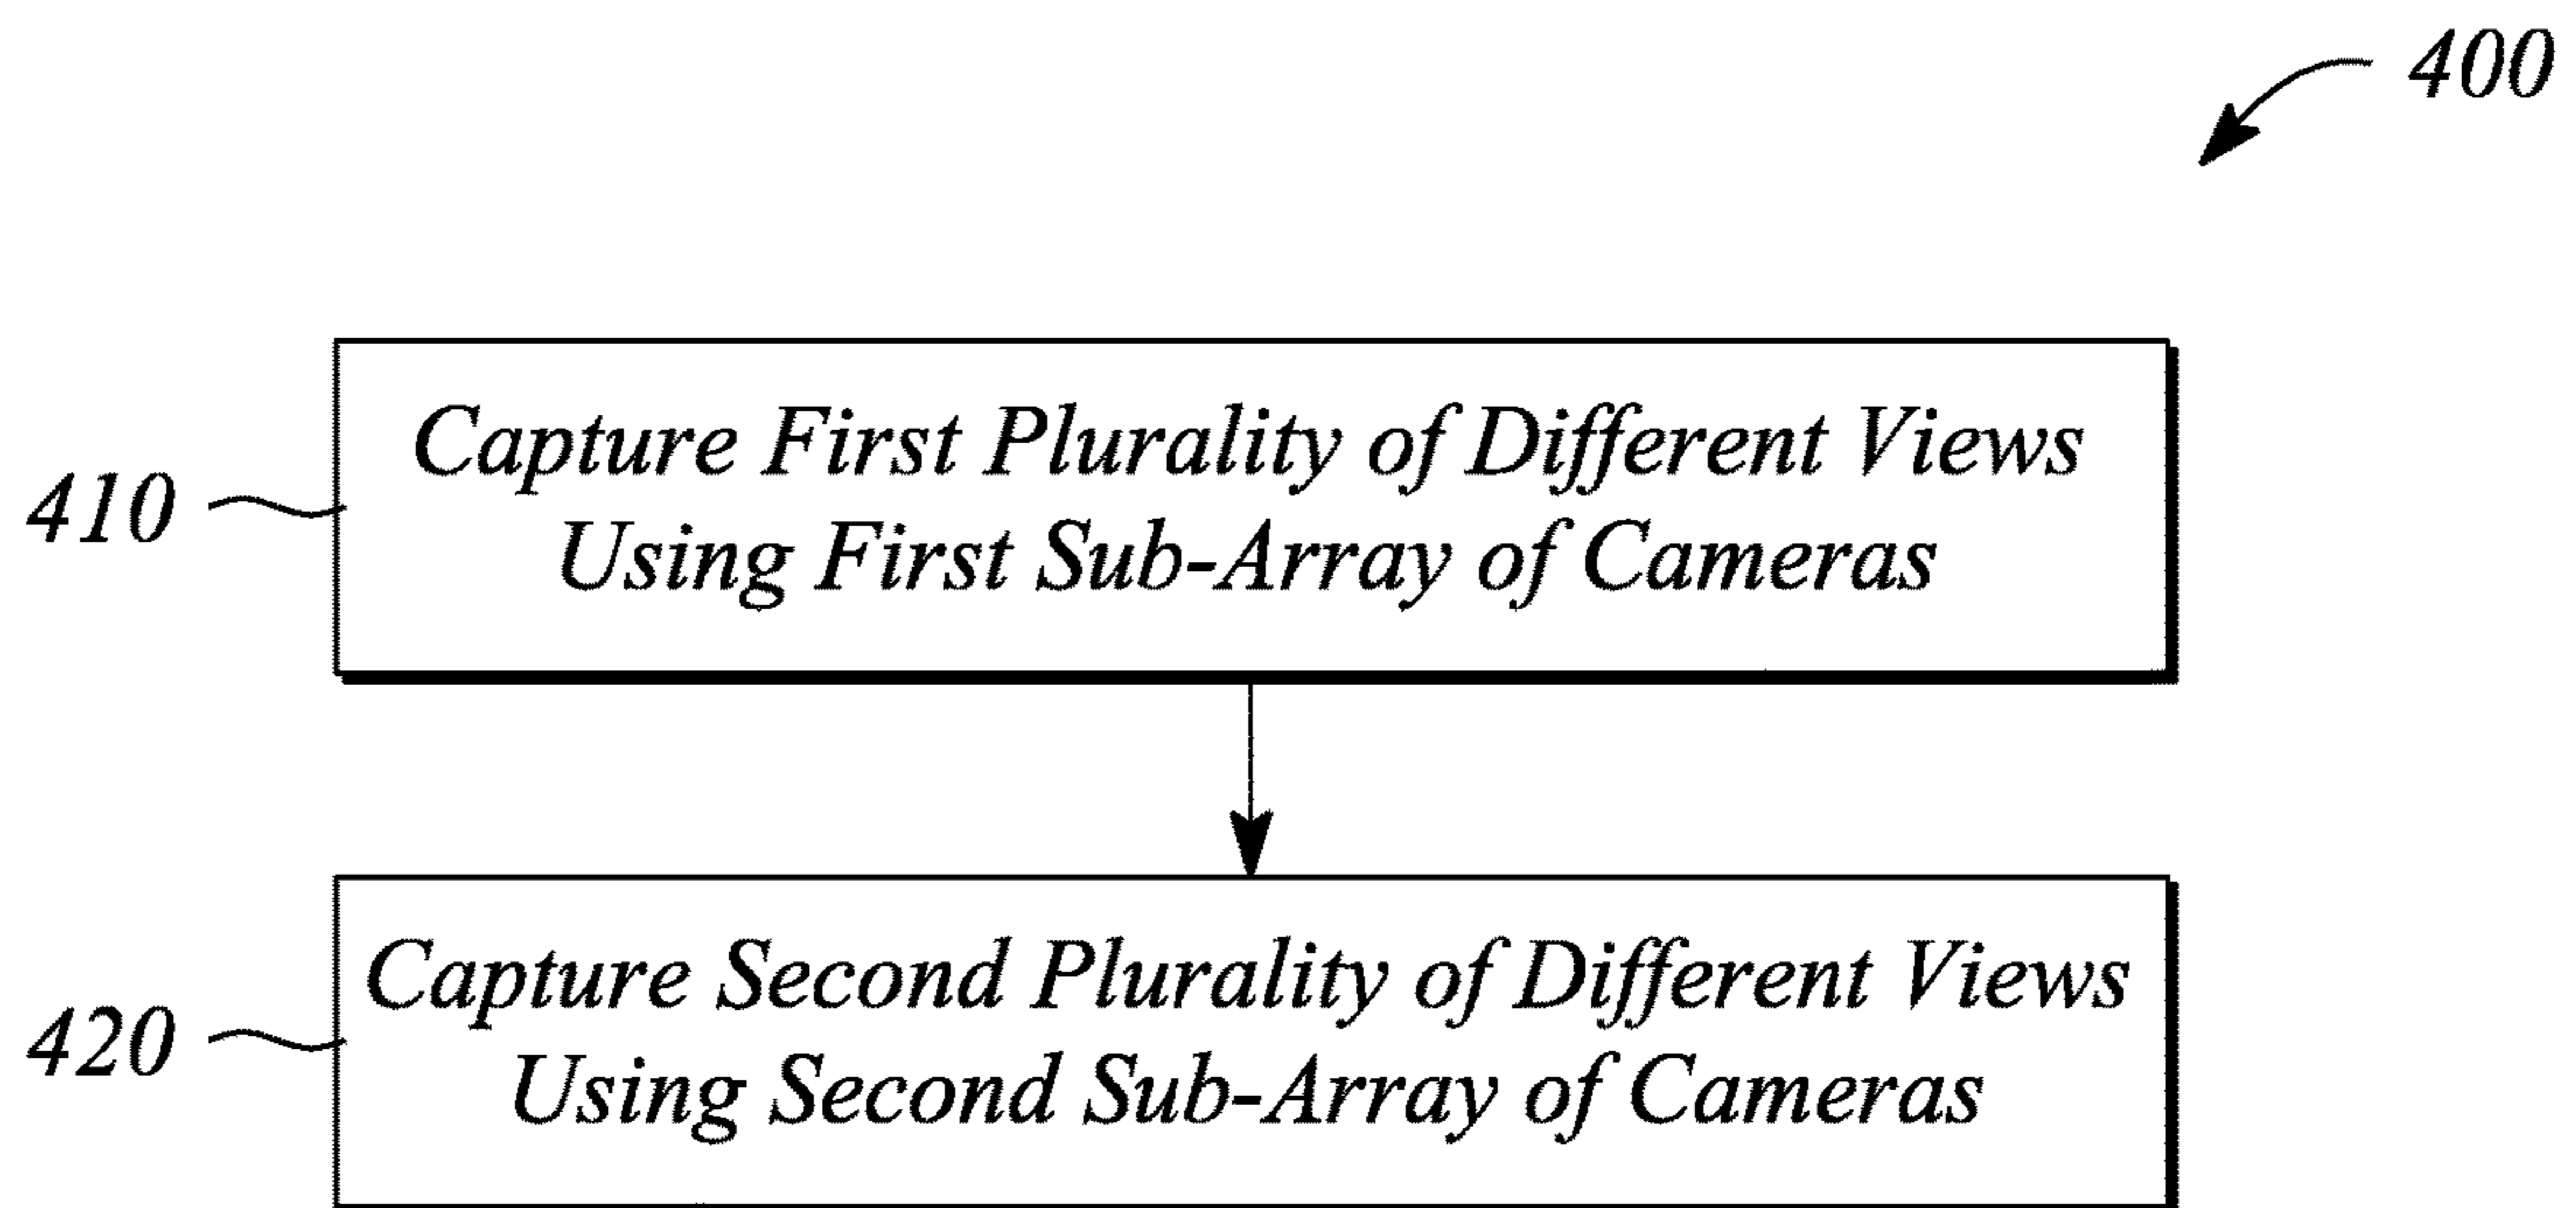 400
Capture First Plurality of Different Views
Using First Sub-Array of Cameras
410
Capture Second Plurality of Different Views
Using Second Sub-Array of Cameras
420